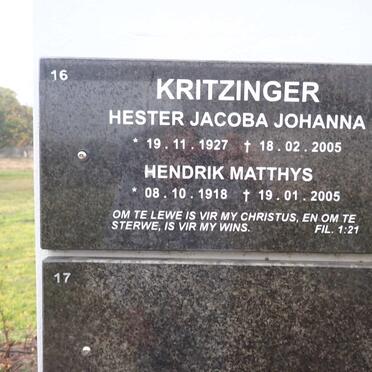 16
KRITZINGER
HESTER JACOBA JOHANNA
* 19 . 11 . 1927 † 18 . 02 . 2005
HENDRIK MATTHYS
* 08 . 10 . 1918 † 19 . 01 . 2005
OM TE LEWE IS VIR MY CHRISTUS, EN OM TE
STERWE, IS VIR MY WINS. FIL. 1:21
17